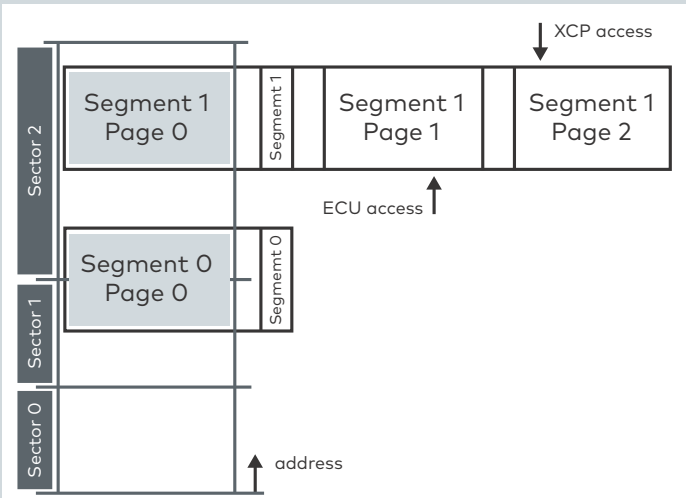 XCP access
Sector 2
Segment 1
Page 0
Segmemt 1
Segment 1
Page 1
Segment 1
Page 2
ECU access
Segment 0
Page 0
Segmemt 0
Sector 1
Sector 0
address